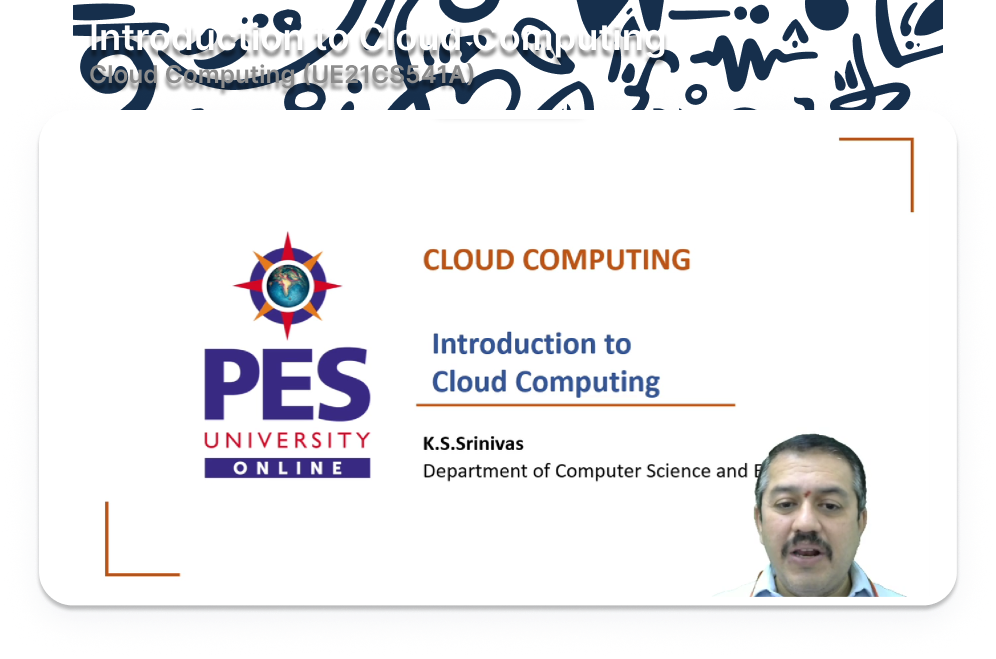 Introduction to Cloud Computing
Cloud Computing (UE21CS541A)
CLOUD COMPUTING
Introduction to
Cloud Computing
PES
UNIVERSITY
ONLINE
K.S.Srinivas
Department of Computer Science and E